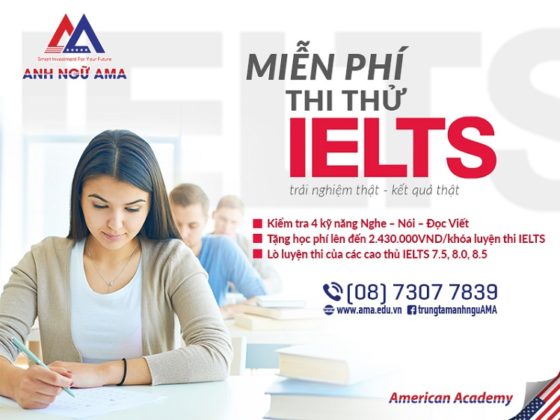 Smart Investment For Your Future
ANH NGỮ AMA
IELTS
MIỄN PHÍ
THI THỬ
IELTS
trải nghiệm thật - kết quả thật
Kiểm tra 4 kỹ năng Nghe – Nói – Đọc Viết
Tặng học phí lên đến 2.430.000VND/khóa luyện thi IELTS
Lò luyện thi của các cao thủ IELTS 7.5, 8.0, 8.5
(08) 7307 7839
www.ama.edu.vn trungtamanhnguAMA
American Academy